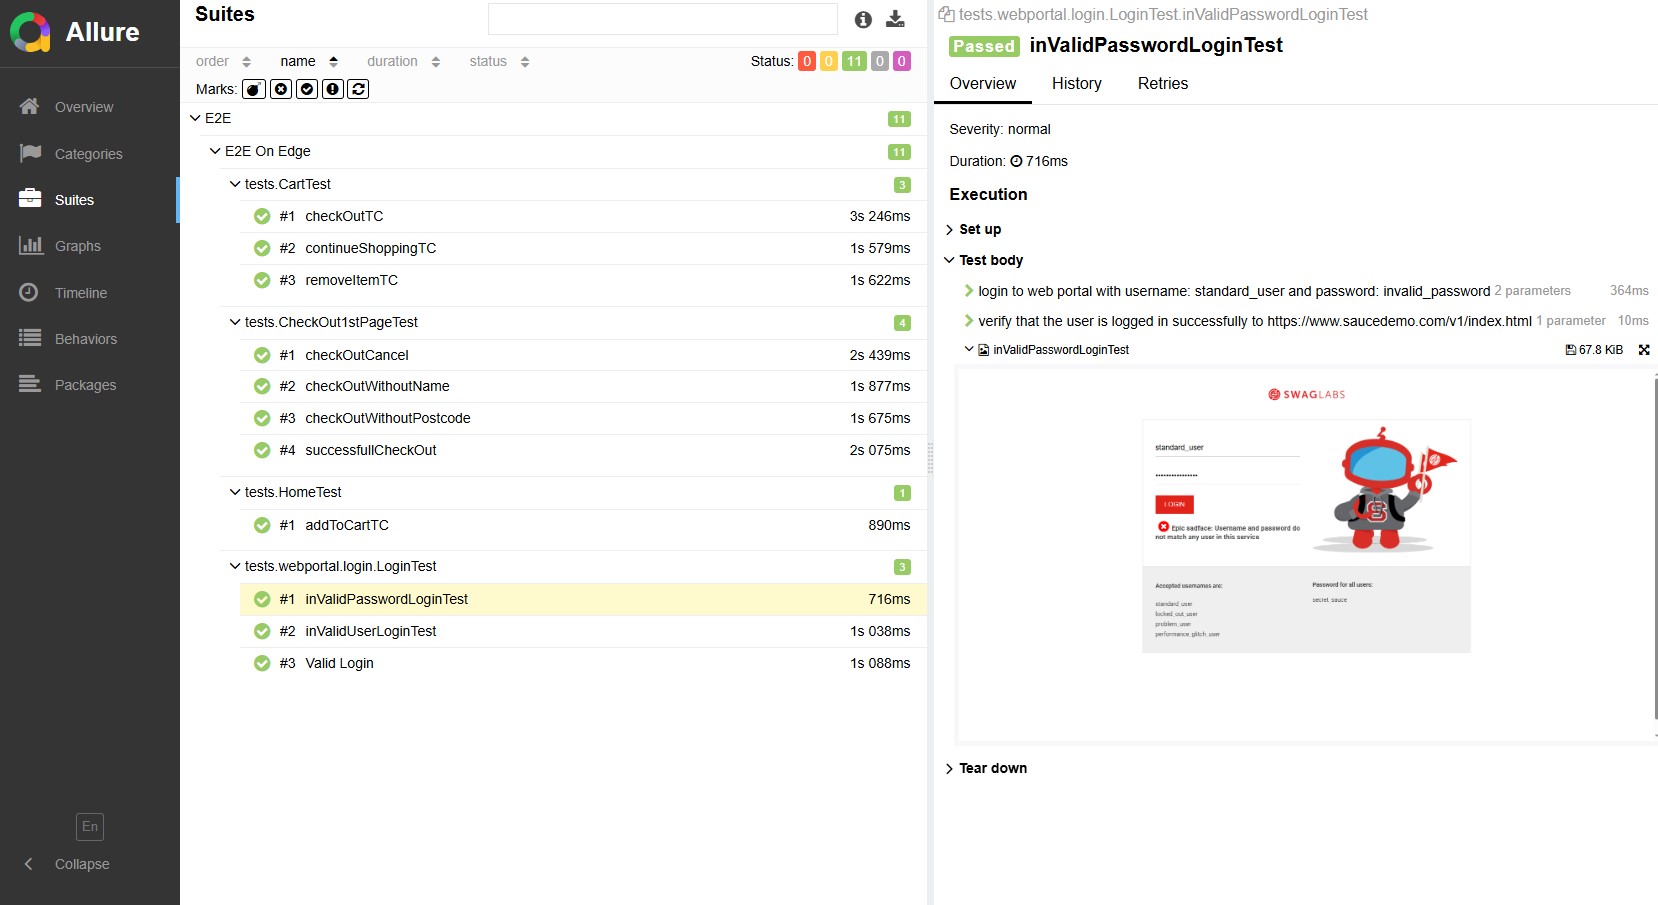 Allure
Overview
Categories
Suites
Graphs
Timeline
Behaviors
Packages
En
Collapse
Suites
order name duration status Status: 0 0 11 0 0
Marks:
E2E 11
E2E On Edge 11
tests.CartTest 3
#1 checkOutTC 3s 246ms
#2 continueShoppingTC 1s 579ms
#3 removeItemTC 1s 622ms
tests.CheckOut1stPageTest 4
#1 checkOutCancel 2s 439ms
#2 checkOutWithoutName 1s 877ms
#3 checkOutWithoutPostcode 1s 675ms
#4 successfullCheckOut 2s 075ms
tests.HomeTest 1
#1 addToCartTC 890ms
tests.webportal.login.LoginTest 3
#1 inValidPasswordLoginTest 716ms
#2 inValidUserLoginTest 1s 038ms
#3 Valid Login 1s 088ms
tests.webportal.login.LoginTest.inValidPasswordLoginTest
Passed inValidPasswordLoginTest
Overview History Retries
Severity: normal
Duration: 716ms
Execution
Set up
Test body
login to web portal with username: standard_user and password: invalid_password 2 parameters 364ms
verify that the user is logged in successfully to https://www.saucedemo.com/v1/index.html 1 parameter 10ms
inValidPasswordLoginTest 67.8 KiB
SWAGLABS
standard_user
••••••••••••••••
LOGIN
Epic sadface: Username and password do
not match any user in this service
Accepted usernames are:
standard_user
locked_out_user
problem_user
performance_glitch_user
Password for all users:
secret_sauce
Tear down